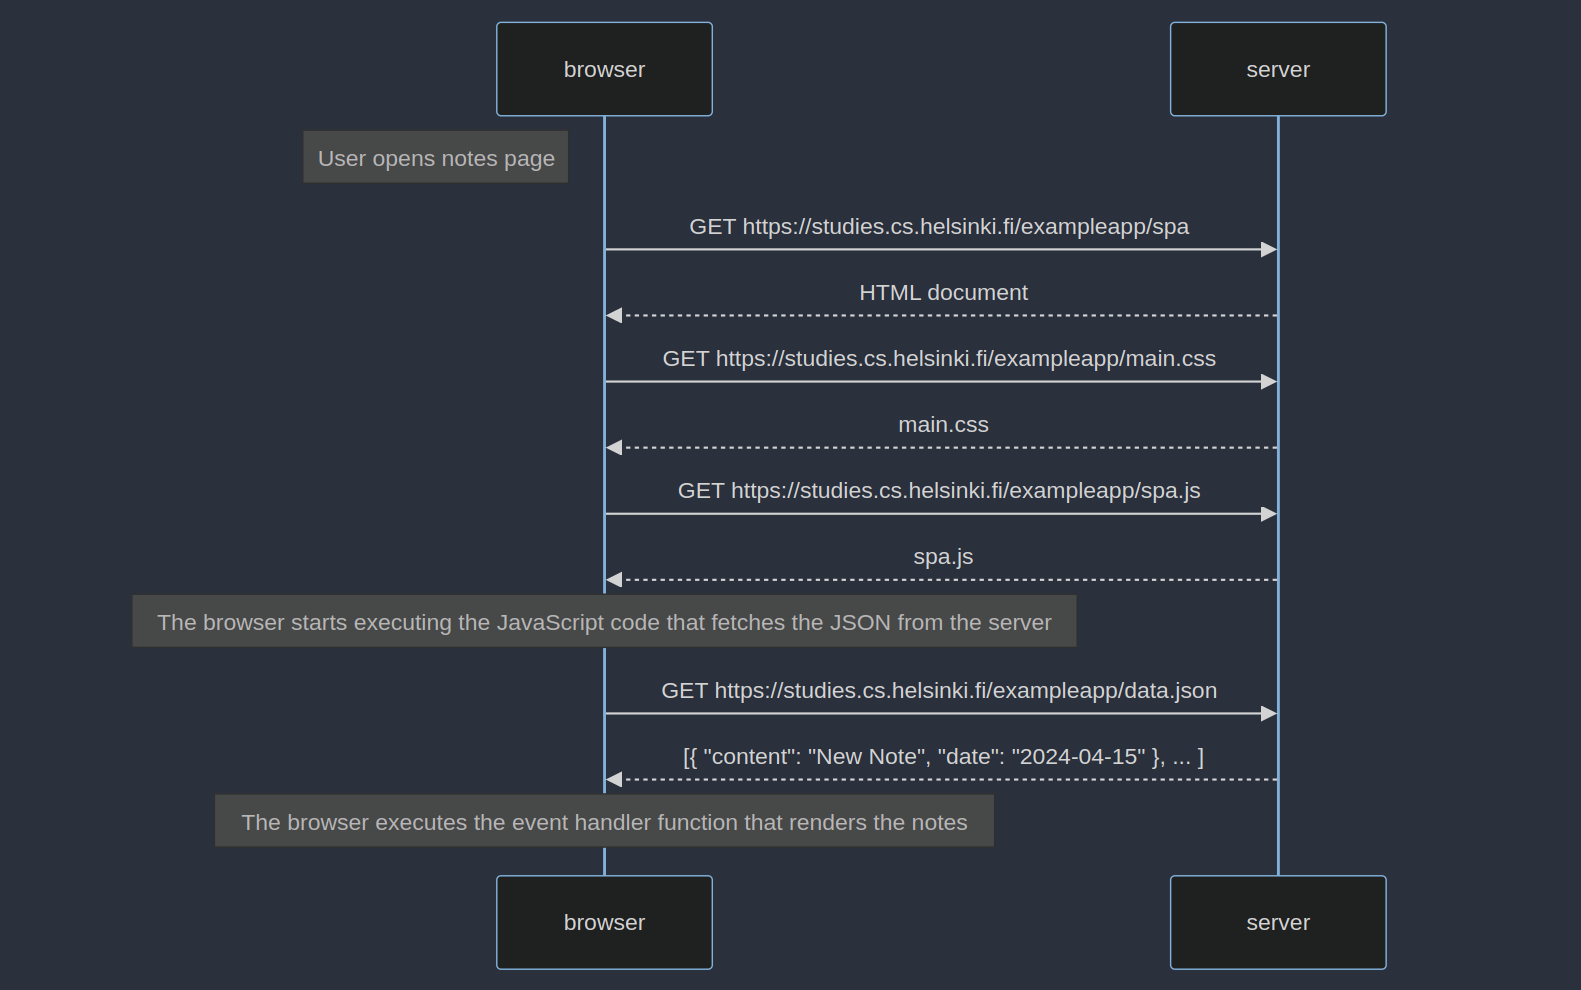 browser
server
User opens notes page
GET https://studies.cs.helsinki.fi/exampleapp/spa
HTML document
GET https://studies.cs.helsinki.fi/exampleapp/main.css
main.css
GET https://studies.cs.helsinki.fi/exampleapp/spa.js
spa.js
The browser starts executing the JavaScript code that fetches the JSON from the server
GET https://studies.cs.helsinki.fi/exampleapp/data.json
[{ "content": "New Note", "date": "2024-04-15" }, ... ]
The browser executes the event handler function that renders the notes
browser
server